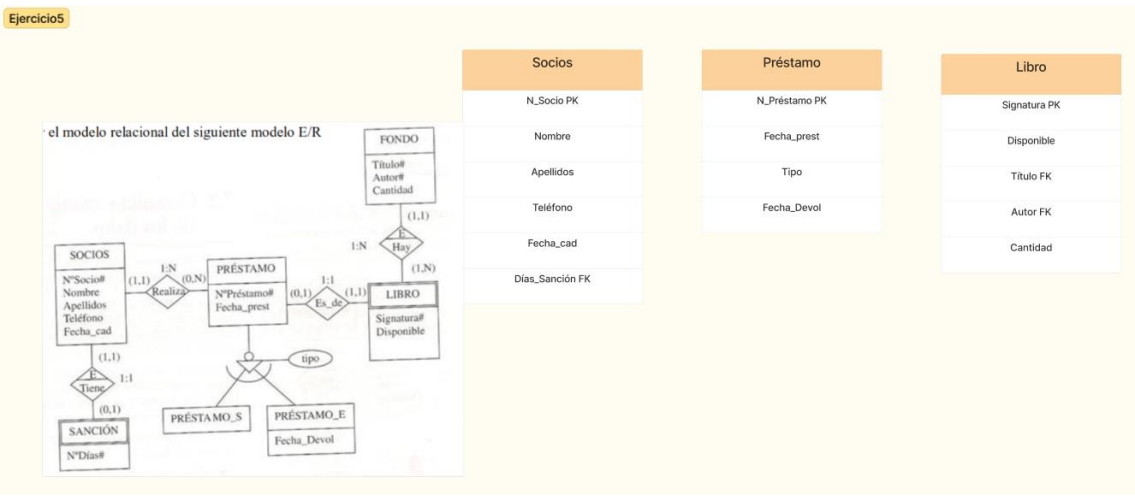 Ejercicio5
el modelo relacional del siguiente modelo E/R
FONDO
Título#
Autor#
Cantidad
(1,1)
E
Hay
1:N
(1,N)
SOCIOS
NºSocio#
Nombre
Apellidos
Teléfono
Fecha_cad
(1,1)
1:N
Realiza
(0,N)
PRÉSTAMO
NºPréstamo#
Fecha_prest
(0,1)
1:1
Es_de
(1,1)
LIBRO
Signatura#
Disponible
(1,1)
E
Tiene
1:1
(0,1)
SANCIÓN
NºDías#
tipo
PRÉSTAMO_S
PRÉSTAMO_E
Fecha_Devol
Socios
N_Socio PK
Nombre
Apellidos
Teléfono
Fecha_cad
Días_Sanción FK
Préstamo
N_Préstamo PK
Fecha_prest
Tipo
Fecha_Devol
Libro
Signatura PK
Disponible
Título FK
Autor FK
Cantidad